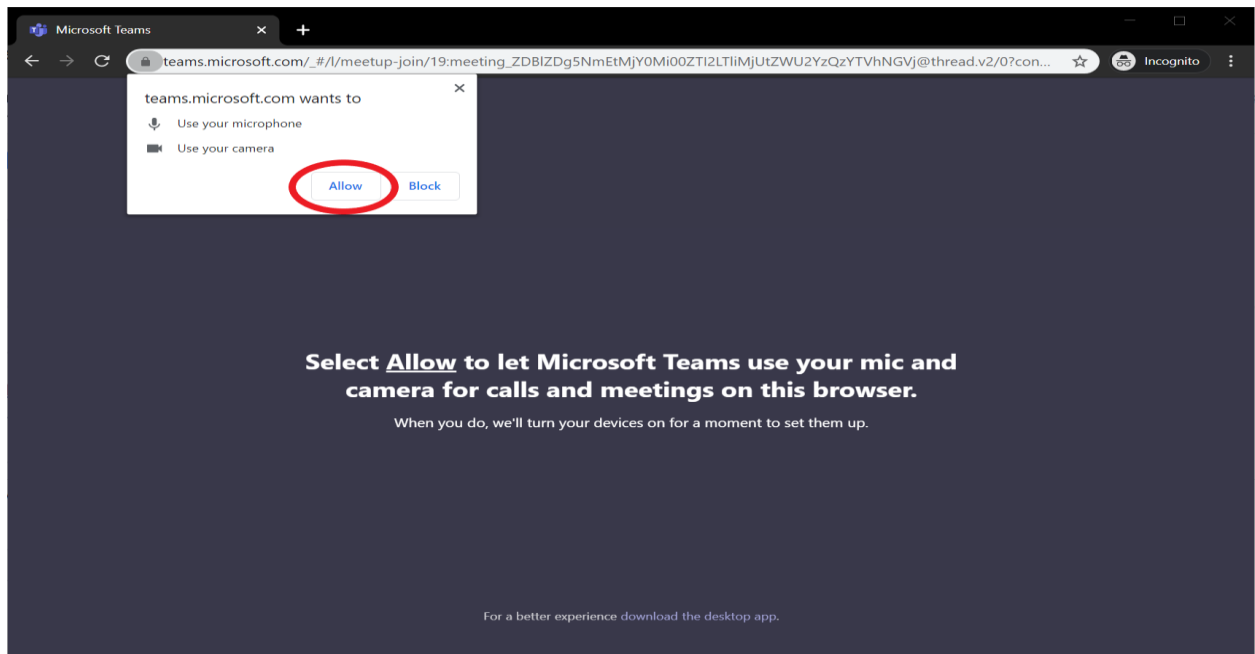 Microsoft Teams
teams.microsoft.com/_#/l/meetup-join/19:meeting_ZDBlZDg5NmEtMjY0Mi00ZTI2LTliMjUtZWU2YzQzYTVhNGVj@thread.v2/0?con...
Incognito
teams.microsoft.com wants to
Use your microphone
Use your camera
Allow
Block
Select Allow to let Microsoft Teams use your mic and
camera for calls and meetings on this browser.
When you do, we'll turn your devices on for a moment to set them up.
For a better experience download the desktop app.